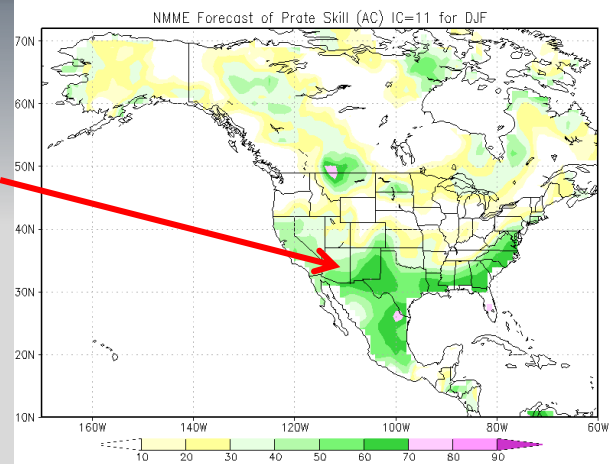 NMME Forecast of Prate Skill (AC) IC=11 for DJF
70N
60N
50N
40N
30N
20N
10N
160W 140W 120W 100W 80W 60W
10 20 30 40 50 60 70 80 90